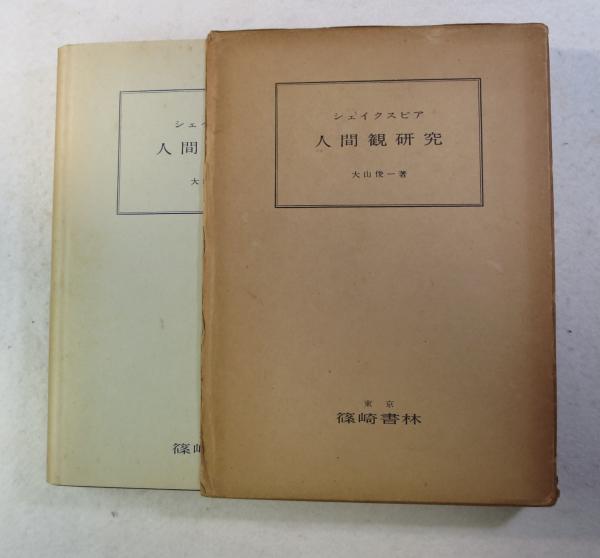 シェイ
人間
大
篠崎
シェイクスピア
人間観研究
大山俊一著
東京
篠崎書林